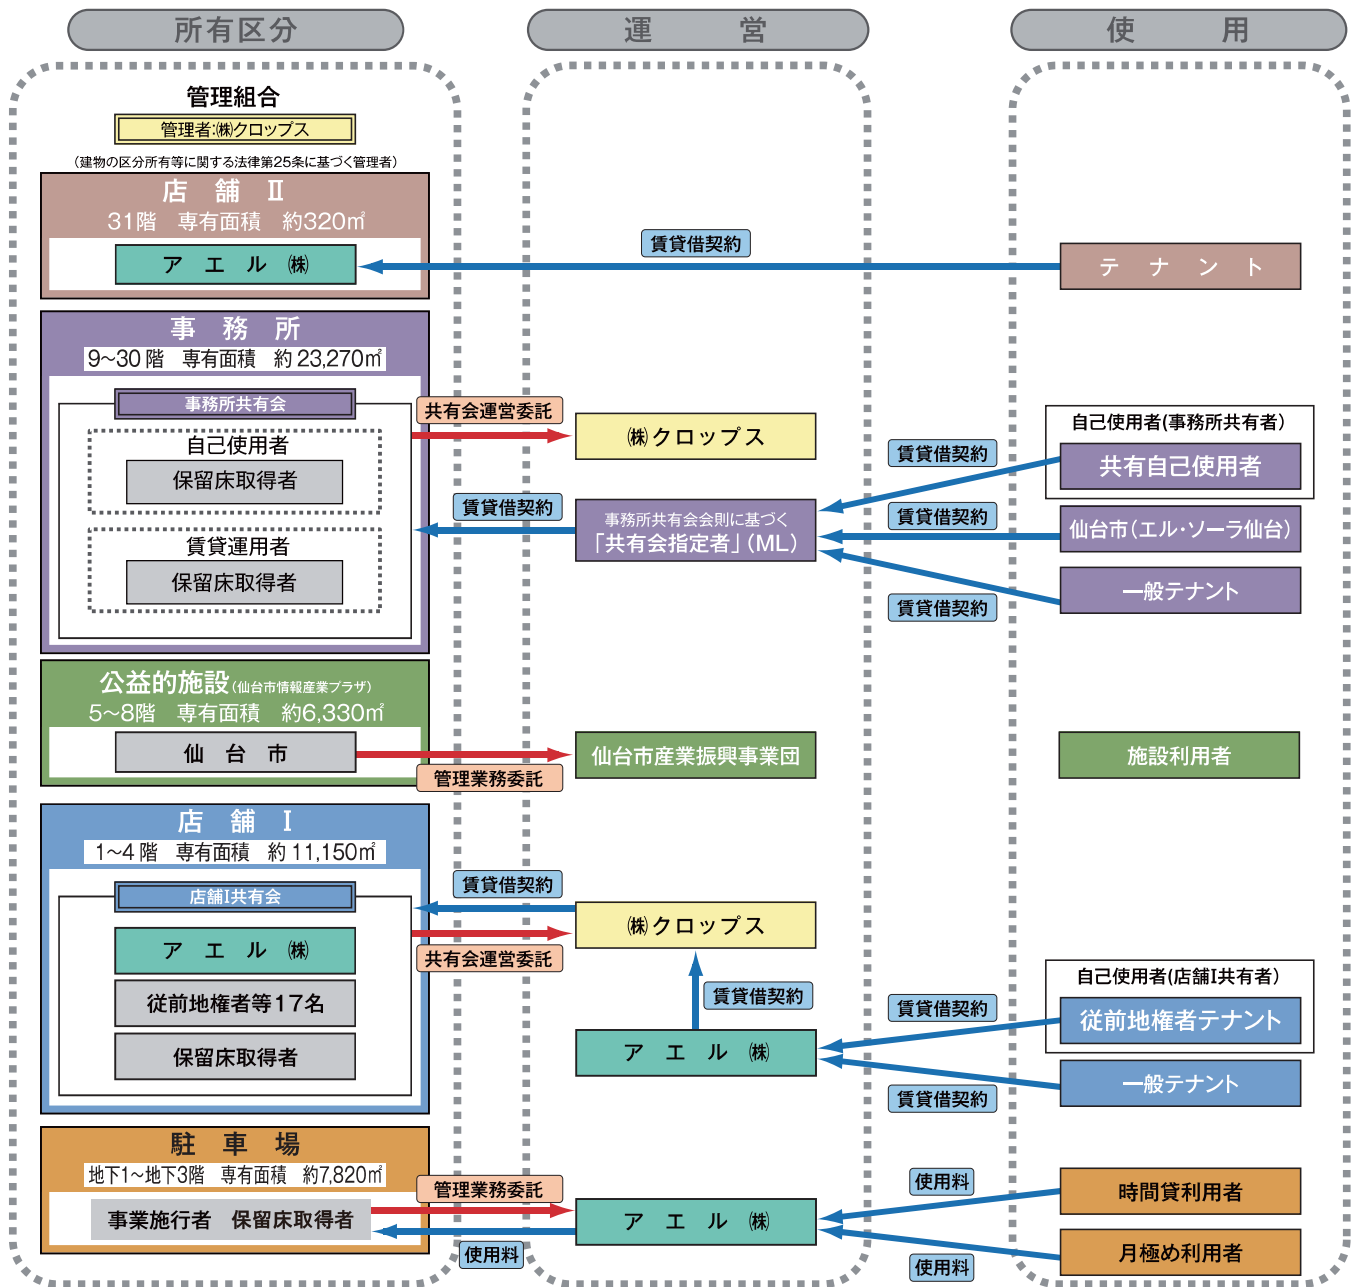 所有区分
運営
使用
管理組合
管理者:㈱クロップス
（建物の区分所有等に関する法律第25条に基づく管理者）
店舗Ⅱ
31階　専有面積　約320㎡
ア エ ル ㈱
賃貸借契約
テナント
事務所
9～30階　専有面積　約23,270㎡
事務所共有会
自己使用者
保留床取得者
賃貸運用者
保留床取得者
共有会運営委託
㈱クロップス
賃貸借契約
事務所共有会会則に基づく
「共有会指定者」（ML）
賃貸借契約
賃貸借契約
賃貸借契約
自己使用者(事務所共有者)
共有自己使用者
仙台市（エル・ソーラ仙台）
一般テナント
公益的施設（仙台市情報産業プラザ）
5～8階　専有面積　約6,330㎡
仙台市
管理業務委託
仙台市産業振興事業団
施設利用者
店舗Ⅰ
1～4階　専有面積　約11,150㎡
店舗Ⅰ共有会
ア エ ル ㈱
従前地権者等17名
保留床取得者
賃貸借契約
共有会運営委託
㈱クロップス
賃貸借契約
ア エ ル ㈱
賃貸借契約
賃貸借契約
自己使用者(店舗Ⅰ共有者)
従前地権者テナント
一般テナント
駐車場
地下1～地下3階　専有面積　約7,820㎡
事業施行者　保留床取得者
管理業務委託
使用料
ア エ ル ㈱
使用料
使用料
時間貸利用者
月極め利用者